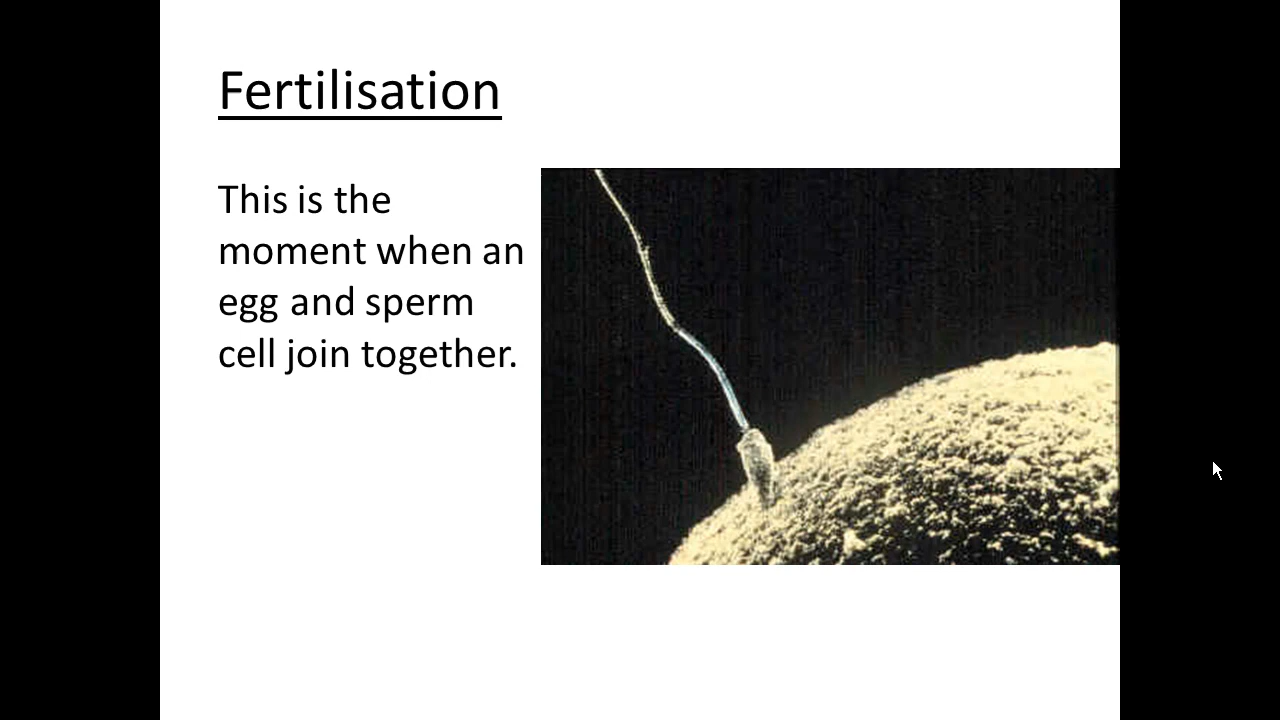 Fertilisation
This is the
moment when an
egg and sperm
cell join together.